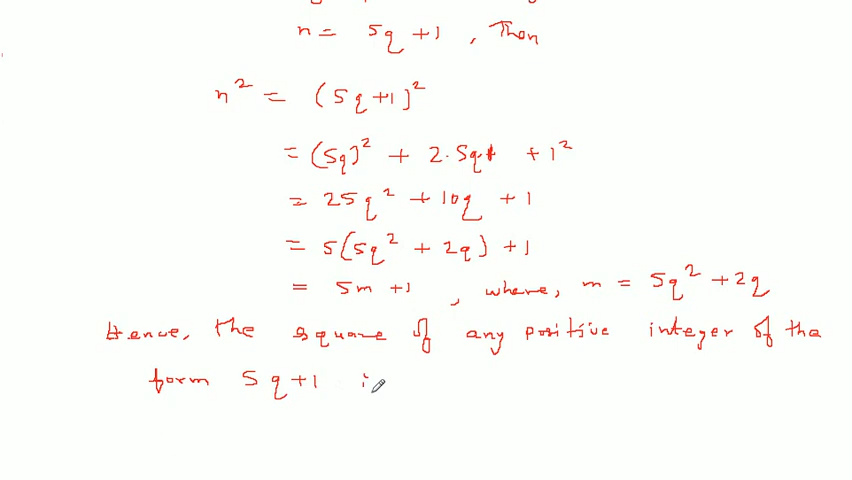 n = 5q + 1 , Then
n² = (5q+1)²
= (5q)² + 2·5q·1 + 1²
= 25q² + 10q + 1
= 5(5q² + 2q) + 1
= 5m + 1 , where, m = 5q² + 2q
Hence, the square of any positive integer of the
form 5q+1 i